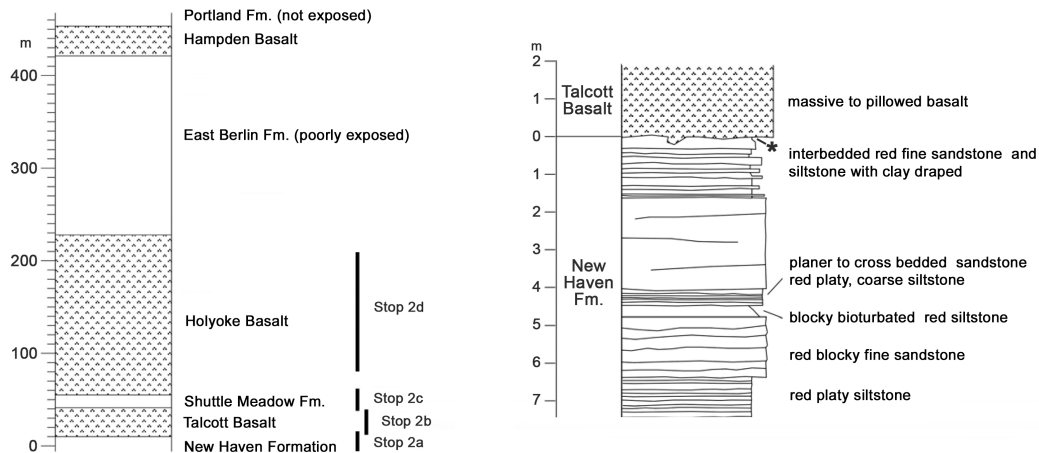 Portland Fm. (not exposed)
m
Hampden Basalt
400
East Berlin Fm. (poorly exposed)
300
200
Holyoke Basalt
Stop 2d
100
Shuttle Meadow Fm.
Stop 2c
Talcott Basalt
Stop 2b
0
New Haven Formation
Stop 2a
m
2
Talcott
Basalt
1
massive to pillowed basalt
0
*
interbedded red fine sandstone and
siltstone with clay draped
1
2
3
New
Haven
Fm.
planer to cross bedded sandstone
red platy, coarse siltstone
4
blocky bioturbated red siltstone
5
red blocky fine sandstone
6
red platy siltstone
7